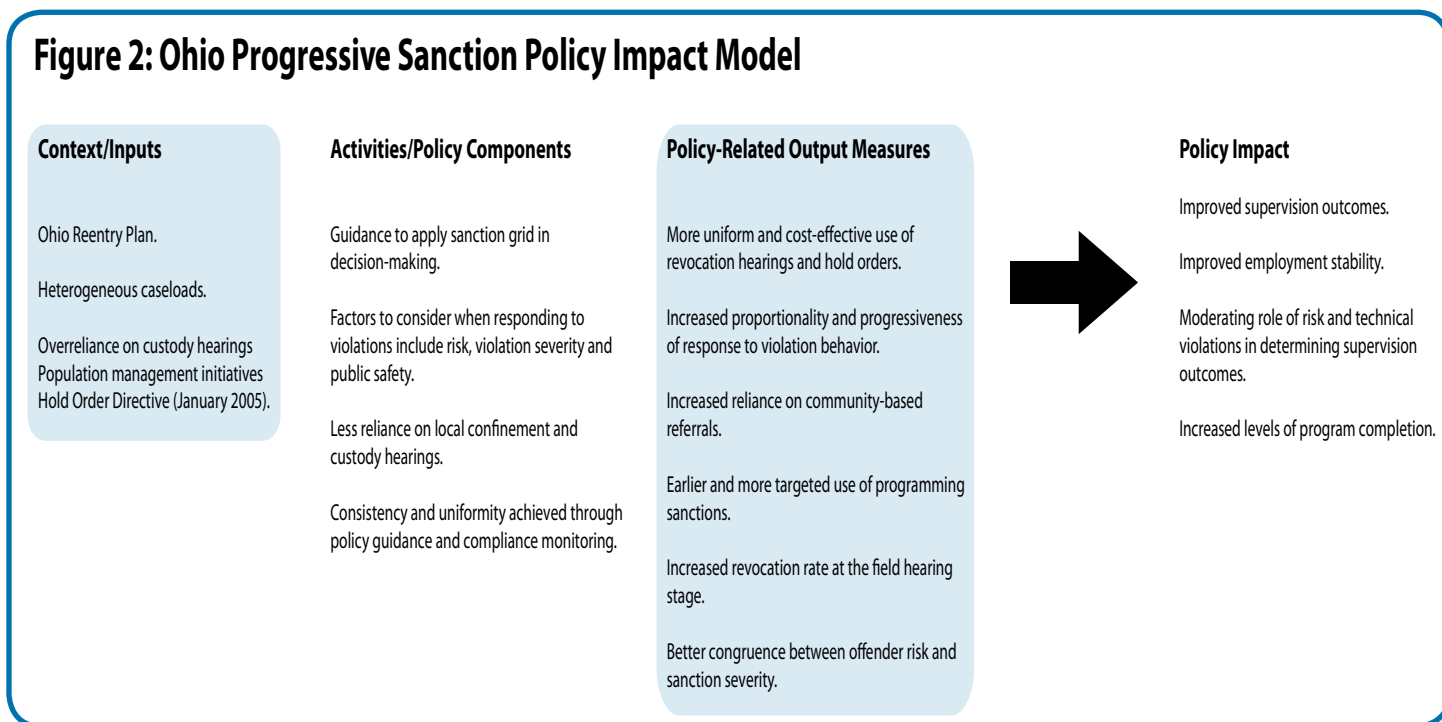 Figure 2: Ohio Progressive Sanction Policy Impact Model
Context/Inputs
Ohio Reentry Plan.
Heterogeneous caseloads.
Overreliance on custody hearings
Population management initiatives
Hold Order Directive (January 2005).
Activities/Policy Components
Guidance to apply sanction grid in
decision-making.
Factors to consider when responding to
violations include risk, violation severity and
public safety.
Less reliance on local confinement and
custody hearings.
Consistency and uniformity achieved through
policy guidance and compliance monitoring.
Policy-Related Output Measures
More uniform and cost-effective use of
revocation hearings and hold orders.
Increased proportionality and progressiveness
of response to violation behavior.
Increased reliance on community-based
referrals.
Earlier and more targeted use of programming
sanctions.
Increased revocation rate at the field hearing
stage.
Better congruence between offender risk and
sanction severity.
Policy Impact
Improved supervision outcomes.
Improved employment stability.
Moderating role of risk and technical
violations in determining supervision
outcomes.
Increased levels of program completion.